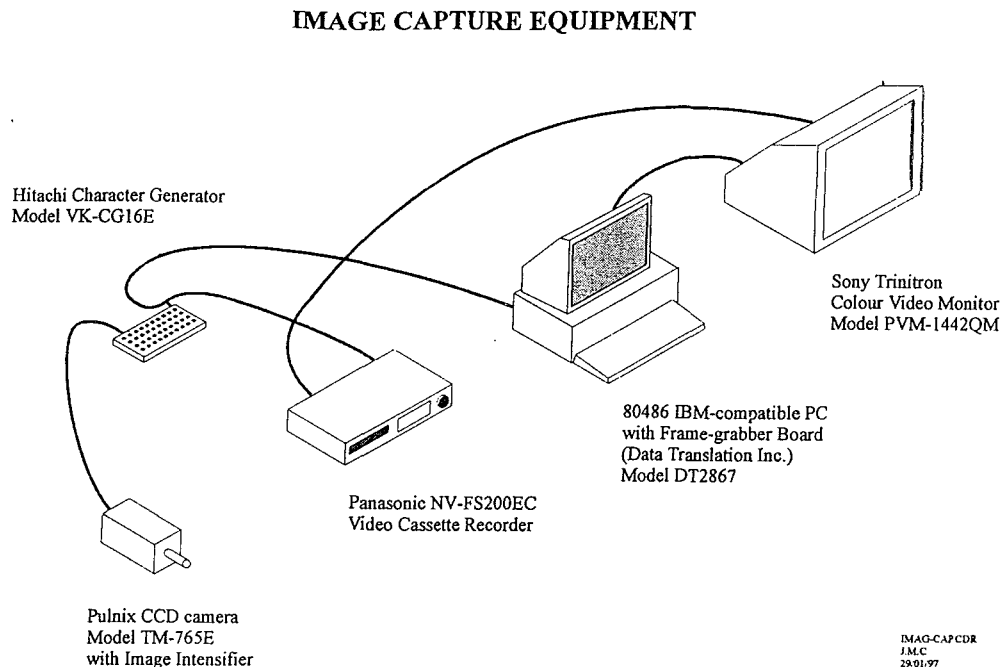 IMAGE CAPTURE EQUIPMENT
Hitachi Character Generator
Model VK-CG16E
Sony Trinitron
Colour Video Monitor
Model PVM-1442QM
80486 IBM-compatible PC
with Frame-grabber Board
(Data Translation Inc.)
Model DT2867
Panasonic NV-FS200EC
Video Cassette Recorder
Pulnix CCD camera
Model TM-765E
with Image Intensifier
IMAG-CAP.CDR
J.M.C
29/01/97